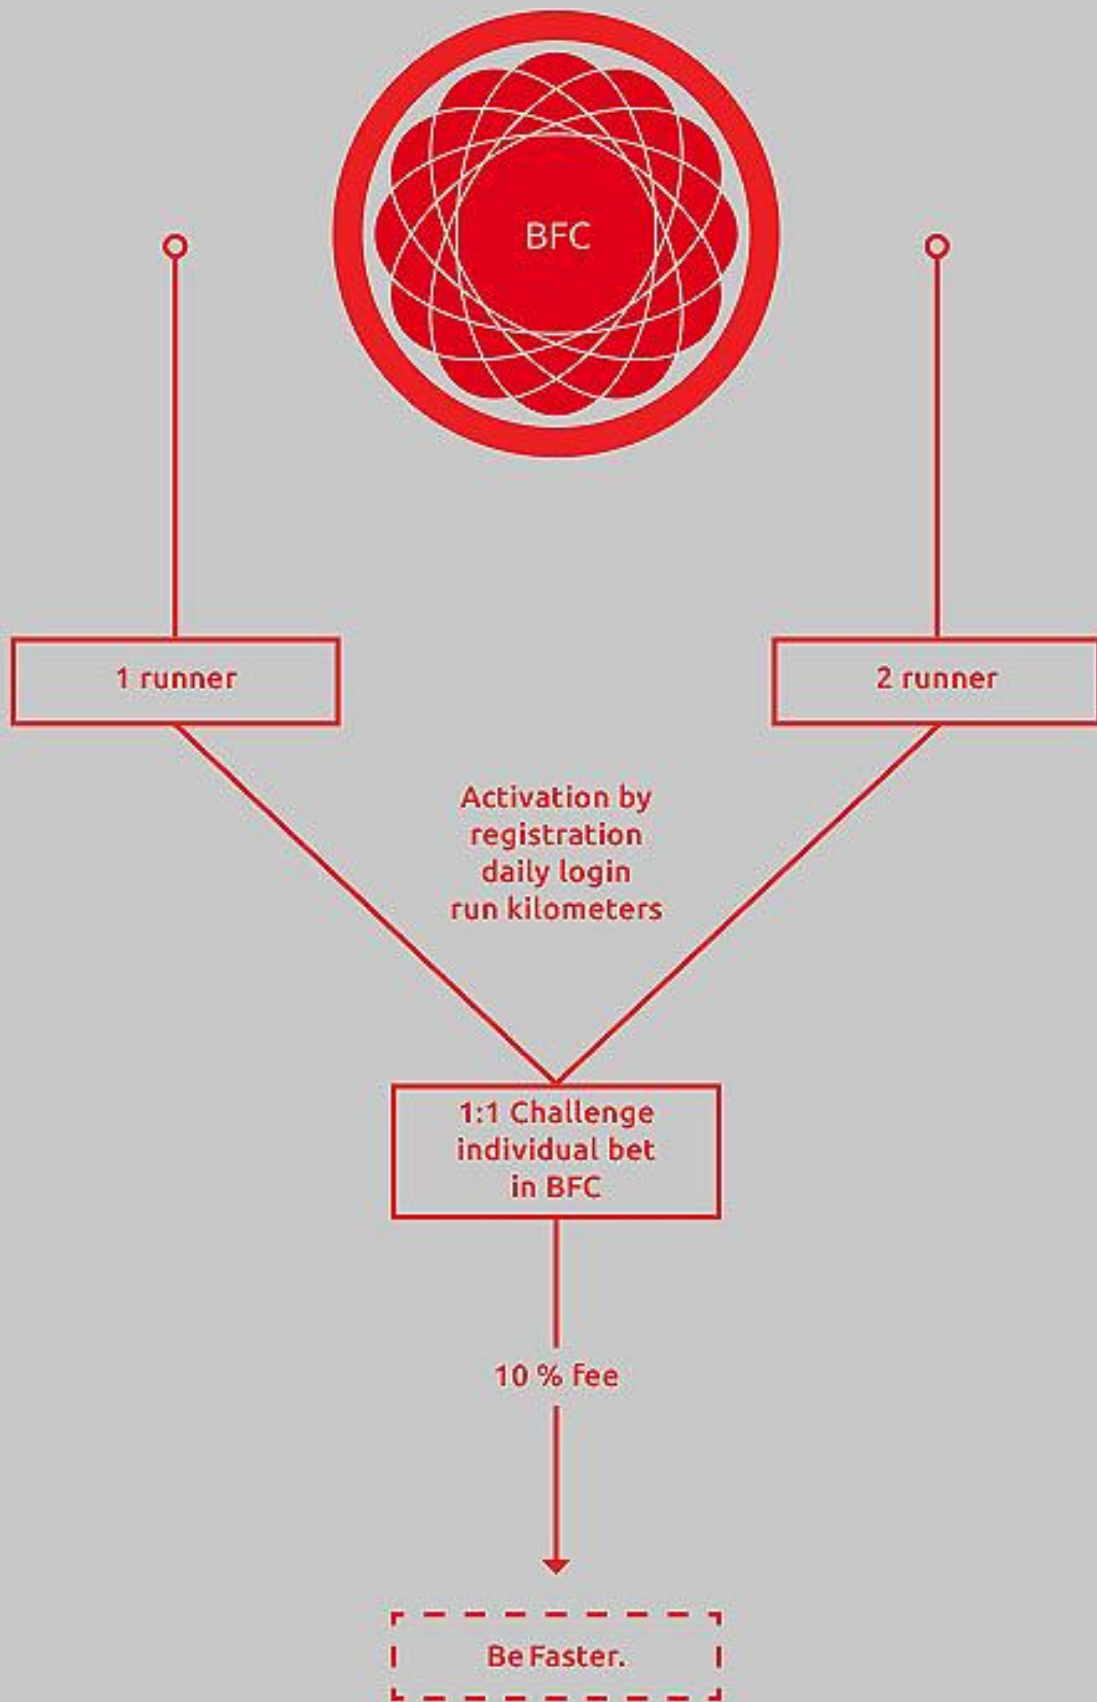 BFC
1 runner
2 runner
Activation by
registration
daily login
run kilometers
1:1 Challenge
individual bet
in BFC
10 % fee
Be Faster.